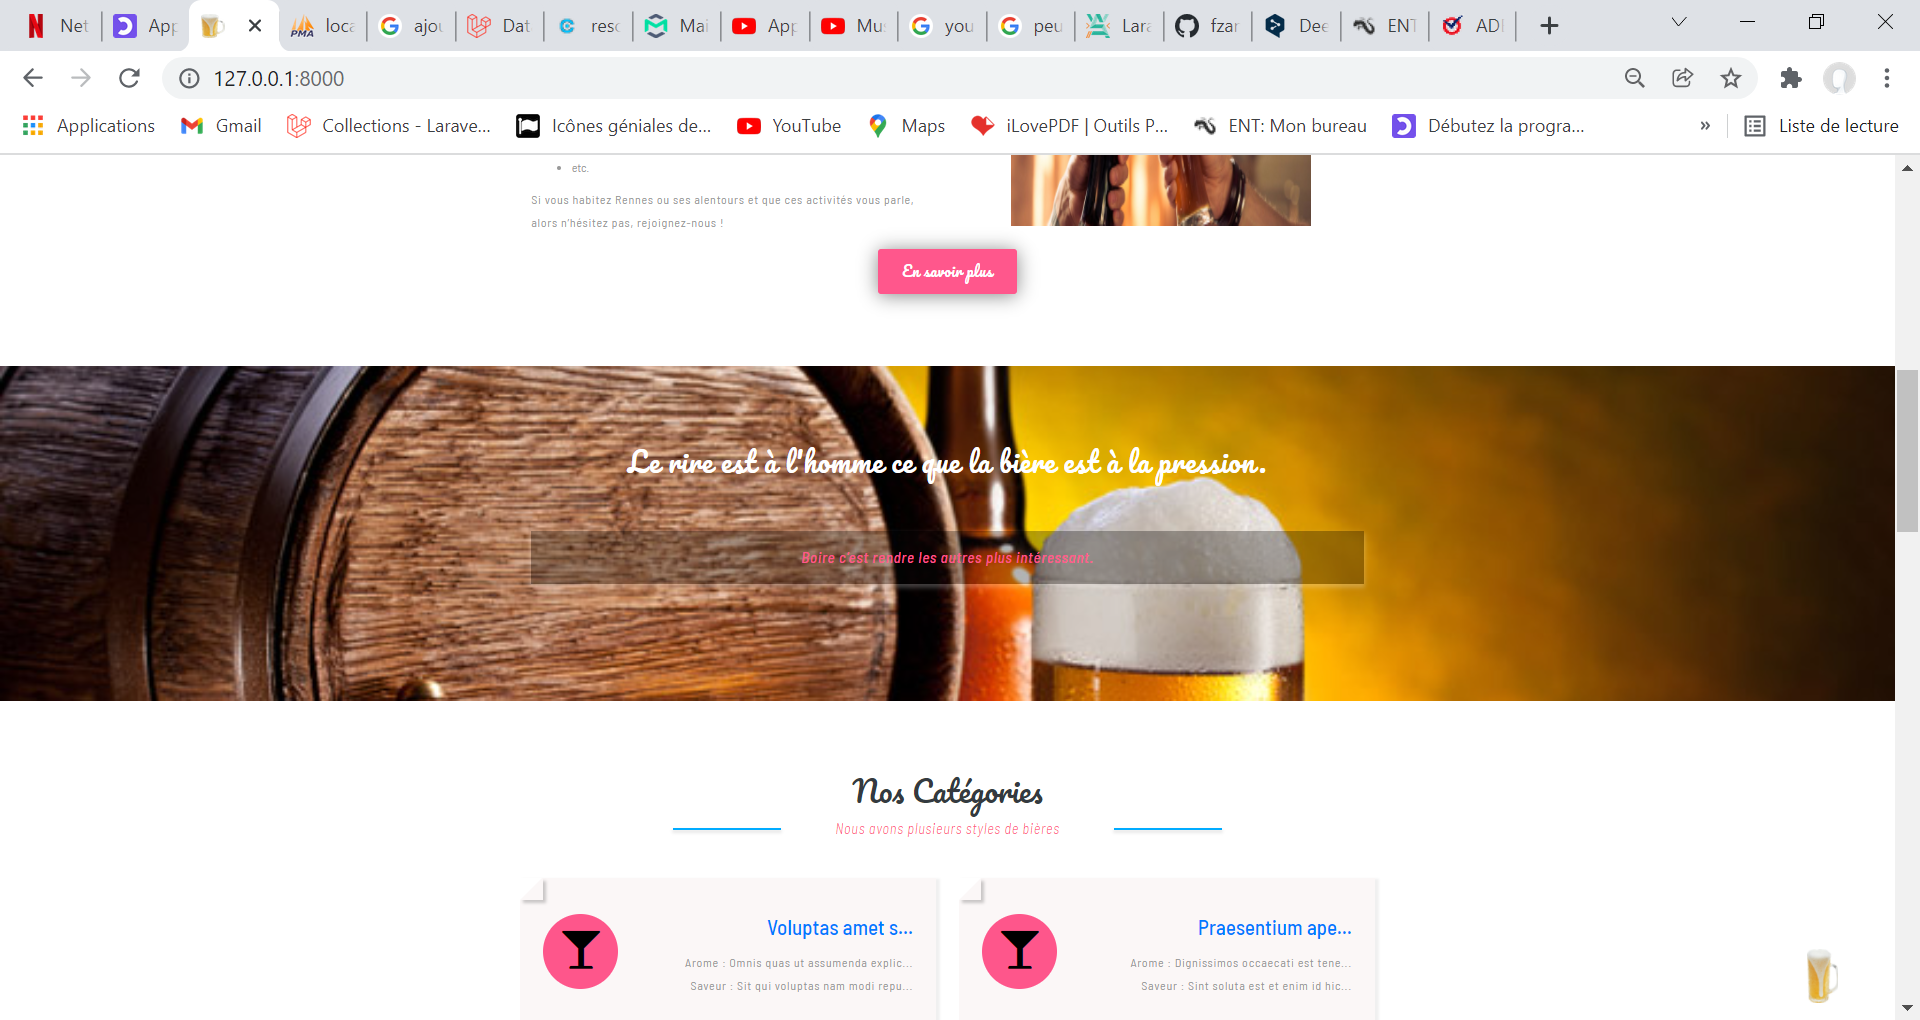 Net
App
loca
ajou
Dat
reso
Mai
App
Mus
you
peu
Lara
fzar
Dee
ENT
ADE
127.0.0.1:8000
Applications
Gmail
Collections - Larave...
Icônes géniales de...
YouTube
Maps
iLovePDF | Outils P...
ENT: Mon bureau
Débutez la progra...
»
Liste de lecture
• etc.
Si vous habitez Rennes ou ses alentours et que ces activités vous parle,
alors n'hésitez pas, rejoignez-nous !
En savoir plus
Le rire est à l'homme ce que la bière est à la pression.
Boire c'est rendre les autres plus intéressant.
Nos Catégories
Nous avons plusieurs styles de bières
Voluptas amet s...
Arome : Omnis quas ut assumenda explic...
Saveur : Sit qui voluptas nam modi repu...
Praesentium ape...
Arome : Dignissimos occaecati est tene...
Saveur : Sint soluta est et enim id hic...